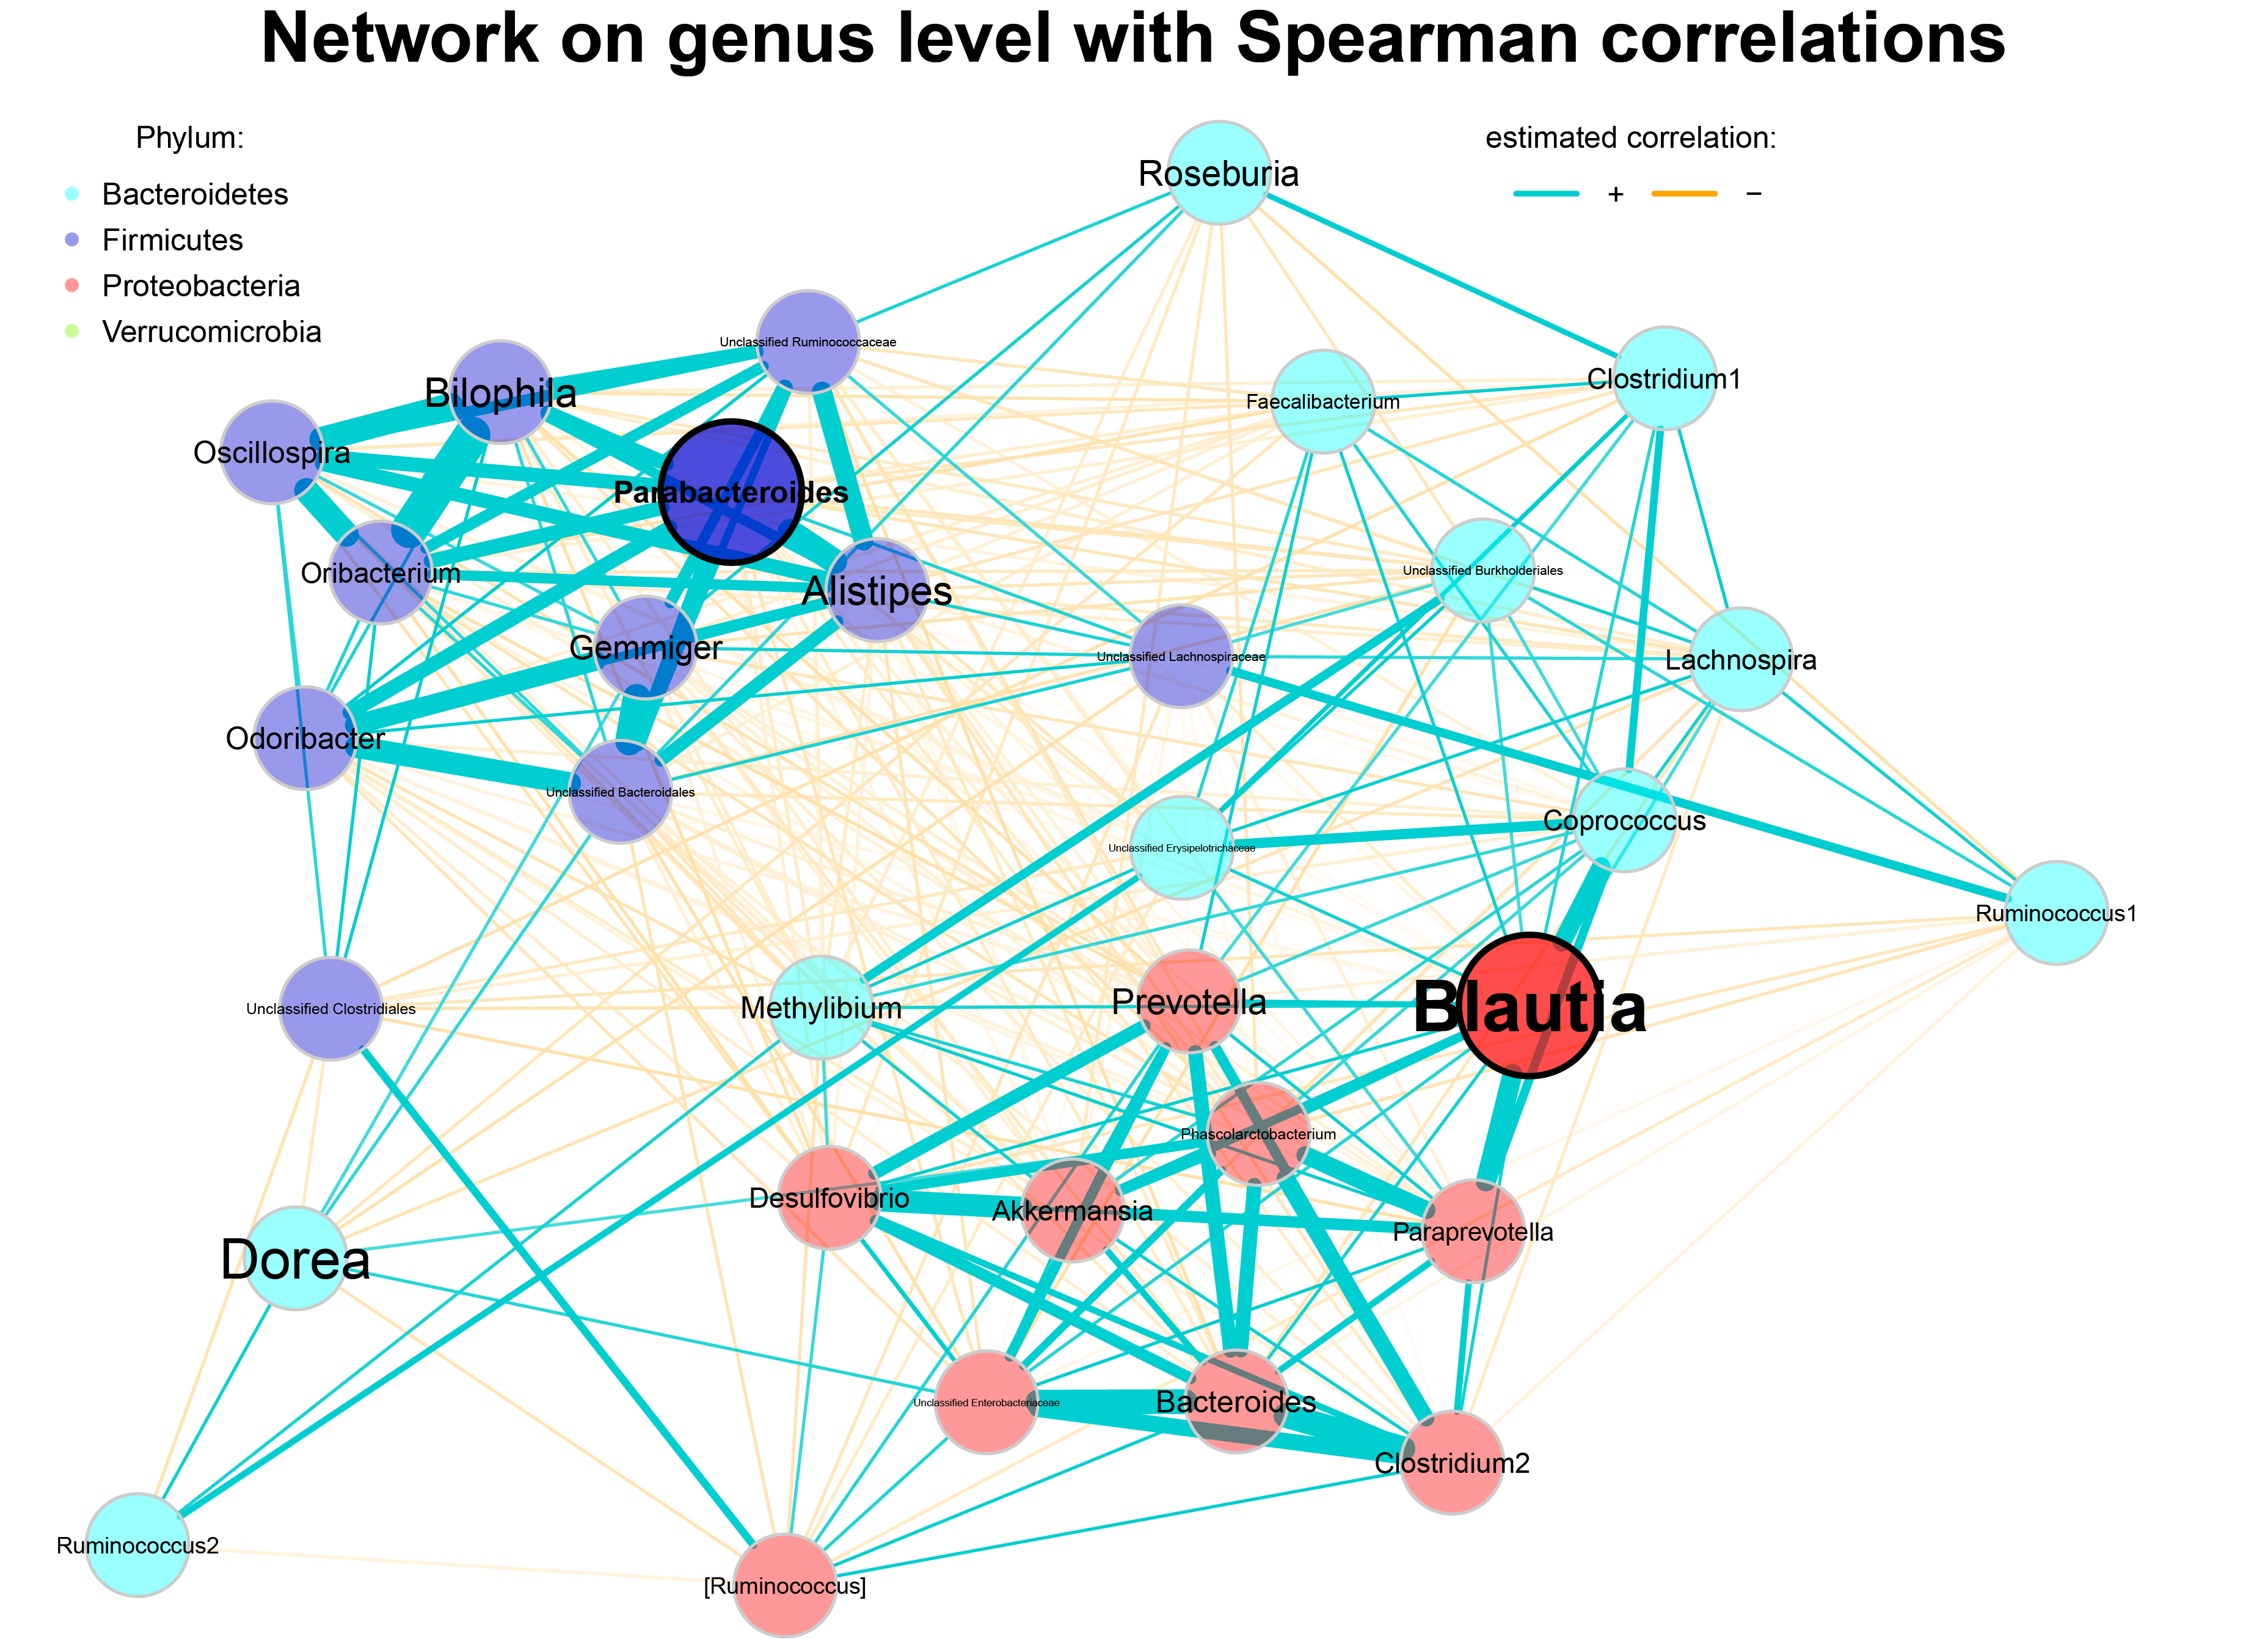 Network on genus level with Spearman correlations
Phylum:
Bacteroidetes
Firmicutes
Proteobacteria
Verrucomicrobia
estimated correlation:
+ −
Roseburia
Unclassified Ruminococcaceae
Clostridium1
Bilophila
Faecalibacterium
Oscillospira
Parabacteroides
Oribacterium
Alistipes
Unclassified Burkholderiales
Gemmiger
Unclassified Lachnospiraceae
Lachnospira
Odoribacter
Unclassified Bacteroidales
Coprococcus
Unclassified Erysipelotrichaceae
Ruminococcus1
Unclassified Clostridiales
Methylibium
Prevotella
Blautia
Phascolarctobacterium
Desulfovibrio
Akkermansia
Paraprevotella
Dorea
Unclassified Enterobacteriaceae
Bacteroides
Clostridium2
Ruminococcus2
[Ruminococcus]